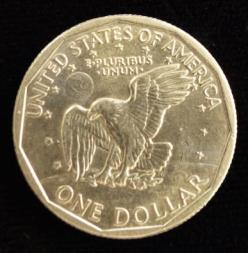 UNITED STATES OF AMERICA
E·PLURIBUS
UNUM·
ONE DOLLAR